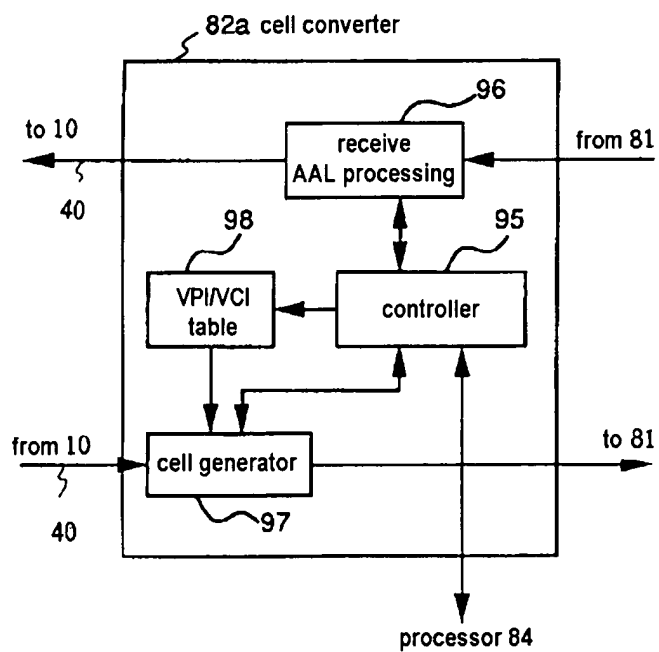 82a cell converter
96
to 10
receive
AAL processing
from 81
40
98
95
VPI/VCI
table
controller
from 10
cell generator
to 81
40
97
processor 84